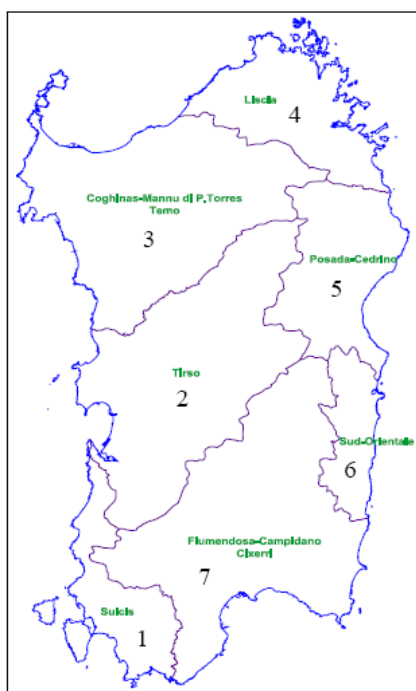 Liscia
4
Coghinas-Mannu di P.Torres
Temo
3
Posada-Cedrino
5
Tirso
2
Sud-Orientale
6
Flumendosa-Campidano
Cixerri
7
Sulcis
1